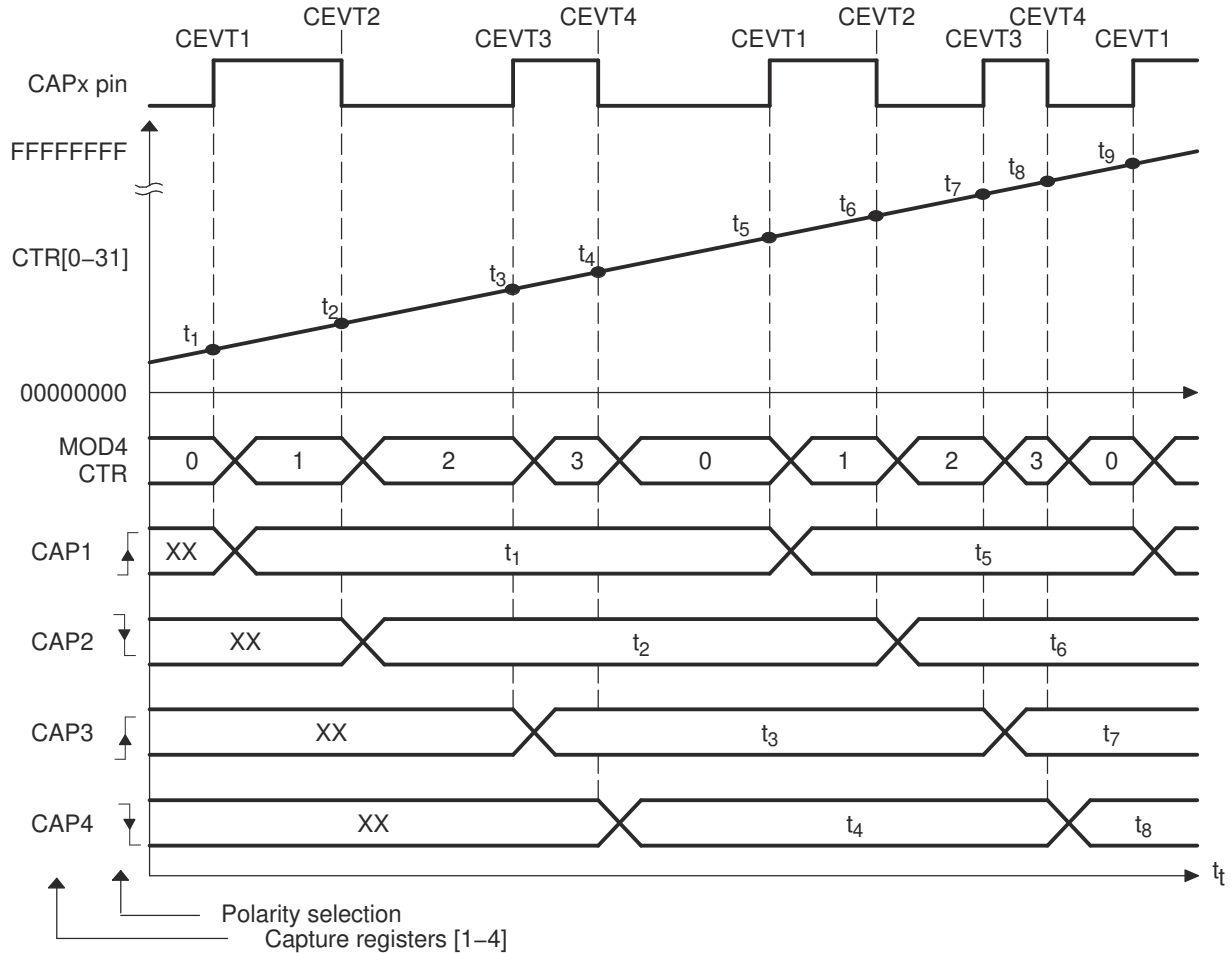 CEVT2 CEVT4 CEVT2 CEVT4
CEVT1 CEVT3 CEVT1 CEVT3 CEVT1
CAPx pin
FFFFFFFF
t9
t8
t7
t6
t5
CTR[0–31]
t4
t3
t2
t1
00000000
MOD4
CTR
0 1 2 3 0 1 2 3 0
CAP1 XX t1 t5
CAP2 XX t2 t6
CAP3 XX t3 t7
CAP4 XX t4 t8
tt
Polarity selection
Capture registers [1–4]